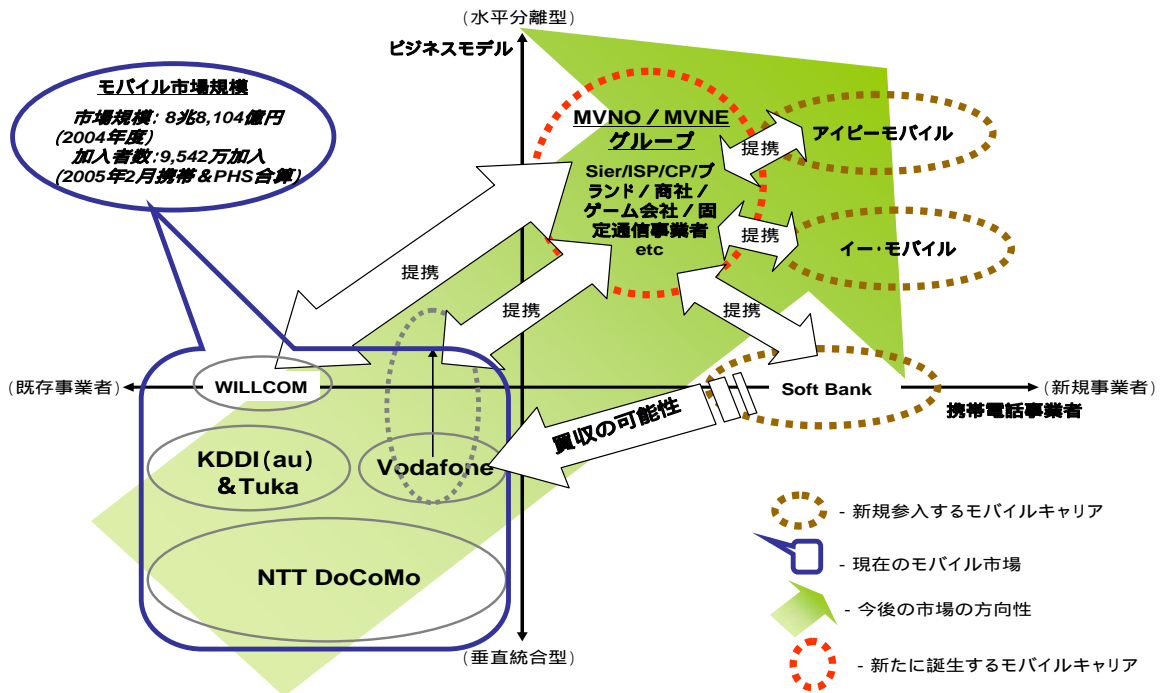 (水平分離型)
ビジネスモデル
モバイル市場規模
市場規模: 8兆8,104億円
(2004年度)
加入者数:9,542万加入
(2005年2月携帯&PHS合算)
MVNO / MVNE
グループ
Sier/ISP/CP/ブ
ランド / 商社 /
ゲーム会社 / 固
定通信事業者
etc
提携
アイピーモバイル
提携
イー・モバイル
提携
提携
提携
(既存事業者)
WILLCOM
Soft Bank
(新規事業者)
携帯電話事業者
買収の可能性
KDDI(au)
&Tuka
Vodafone
NTT DoCoMo
(垂直統合型)
- 新規参入するモバイルキャリア
- 現在のモバイル市場
- 今後の市場の方向性
- 新たに誕生するモバイルキャリア